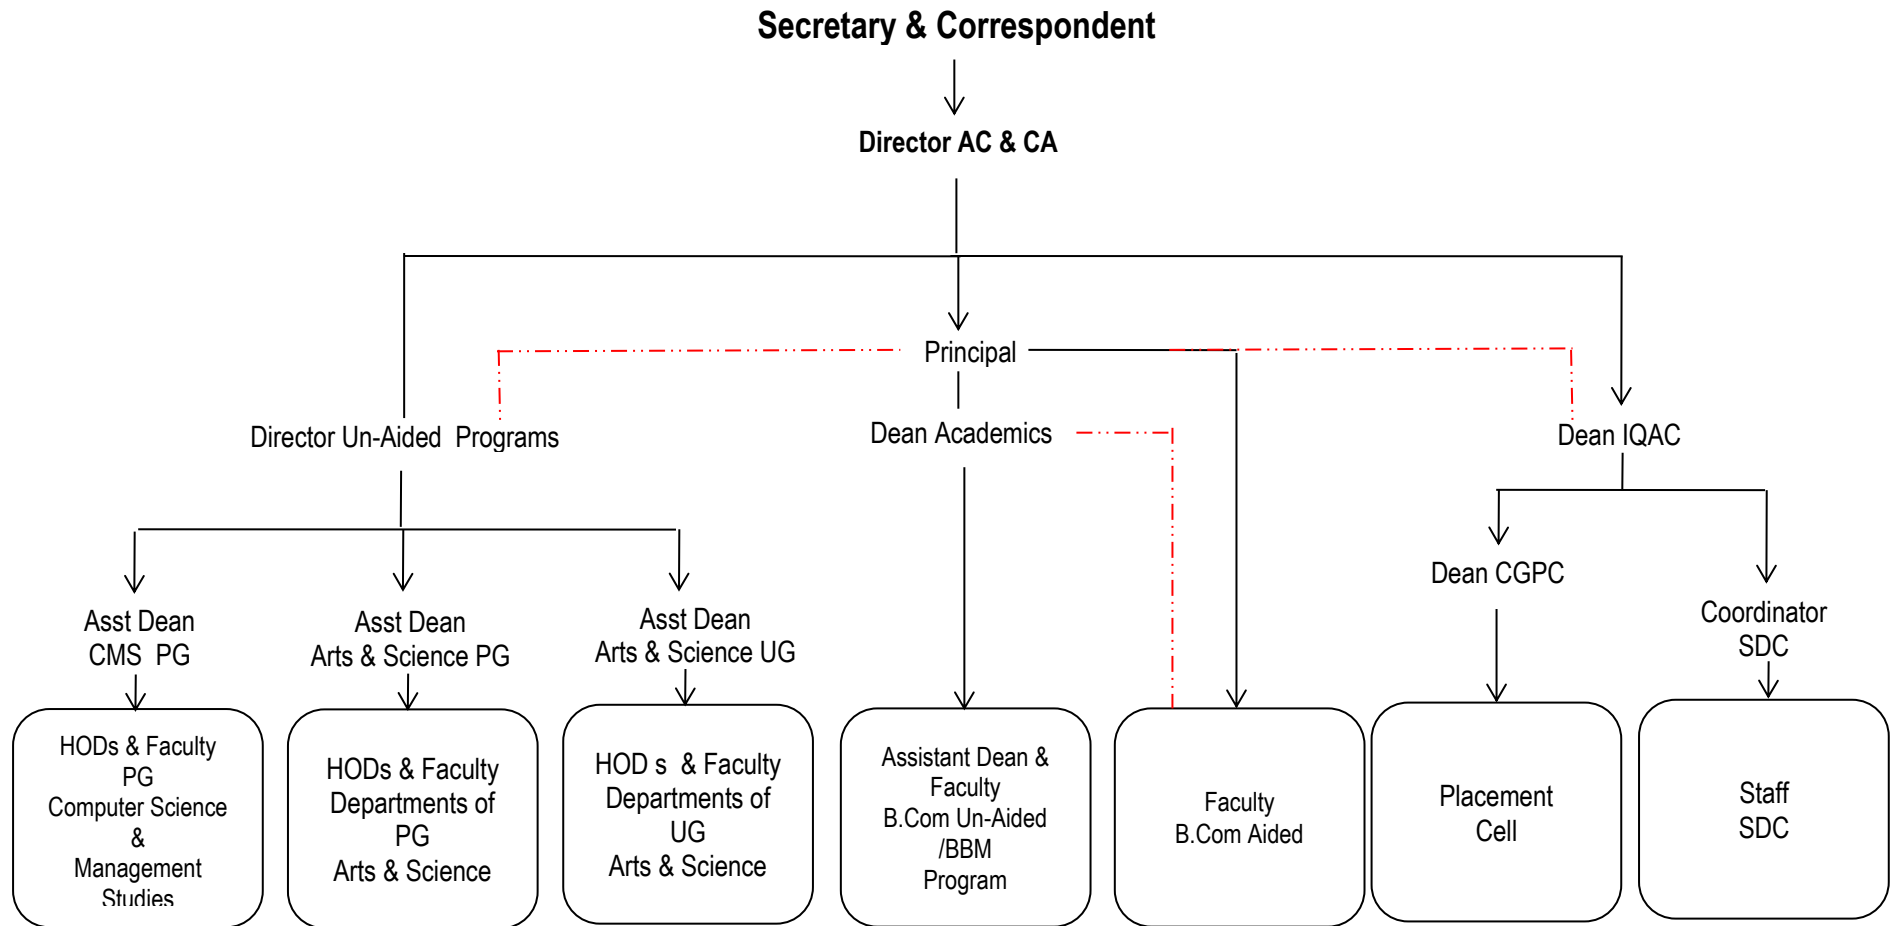 Secretary & Correspondent
Director AC & CA
Principal
Director Un-Aided Programs
Dean Academics
Dean IQAC
Dean CGPC
Coordinator
SDC
Asst Dean
CMS PG
Asst Dean
Arts & Science PG
Asst Dean
Arts & Science UG
HODs & Faculty
PG
Computer Science
&
Management
Studies
HODs & Faculty
Departments of
PG
Arts & Science
HOD s & Faculty
Departments of
UG
Arts & Science
Assistant Dean &
Faculty
B.Com Un-Aided
/BBM
Program
Faculty
B.Com Aided
Placement
Cell
Staff
SDC